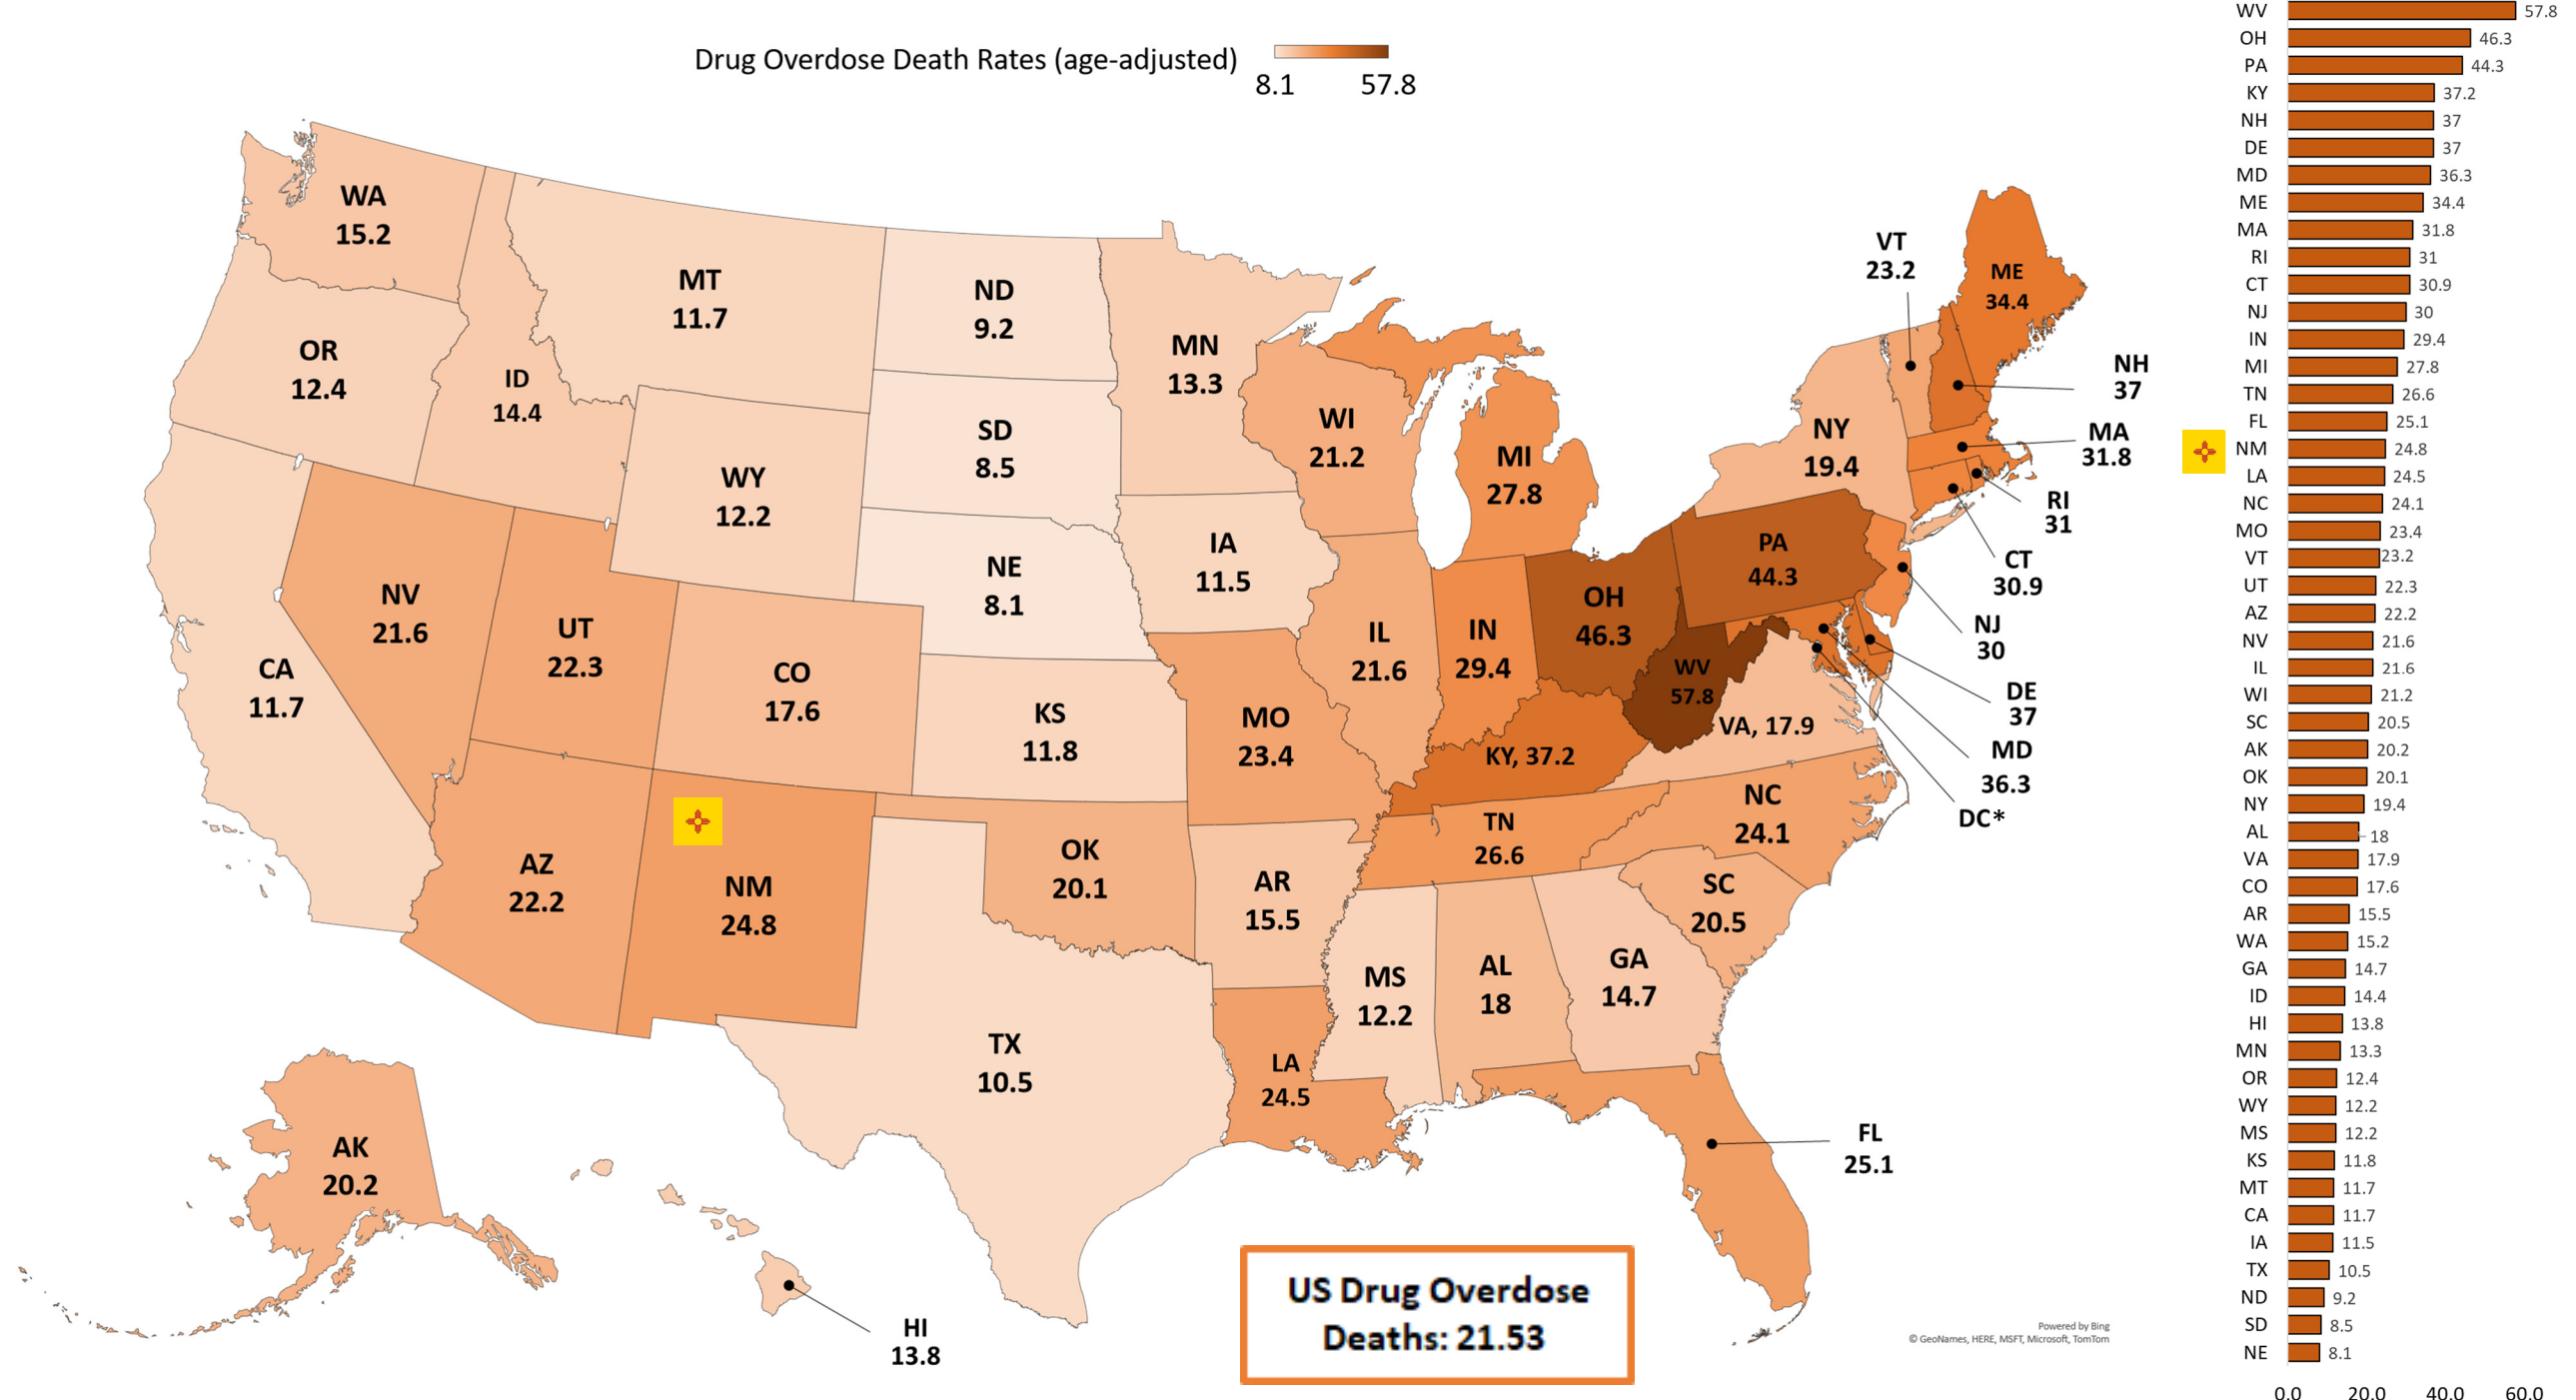 Drug Overdose Death Rates (age-adjusted)
8.1 57.8
WA
15.2
OR
12.4
ID
14.4
MT
11.7
ND
9.2
MN
13.3
SD
8.5
WY
12.2
WI
21.2
MI
27.8
VT
23.2
ME
34.4
NH
37
NY
19.4
MA
31.8
RI
31
CT
30.9
NJ
30
DE
37
MD
36.3
DC*
PA
44.3
NV
21.6
UT
22.3
CA
11.7
CO
17.6
NE
8.1
IA
11.5
KS
11.8
MO
23.4
IL
21.6
IN
29.4
OH
46.3
WV
57.8
VA, 17.9
KY, 37.2
TN
26.6
NC
24.1
SC
20.5
AZ
22.2
NM
24.8
OK
20.1
AR
15.5
MS
12.2
AL
18
GA
14.7
TX
10.5
LA
24.5
FL
25.1
AK
20.2
HI
13.8
US Drug Overdose
Deaths: 21.53
Powered by Bing
© GeoNames, HERE, MSFT, Microsoft, TomTom
WV 57.8
OH 46.3
PA 44.3
KY 37.2
NH 37
DE 37
MD 36.3
ME 34.4
MA 31.8
RI 31
CT 30.9
NJ 30
IN 29.4
MI 27.8
TN 26.6
FL 25.1
NM 24.8
LA 24.5
NC 24.1
MO 23.4
VT 23.2
UT 22.3
AZ 22.2
NV 21.6
IL 21.6
WI 21.2
SC 20.5
AK 20.2
OK 20.1
NY 19.4
AL 18
VA 17.9
CO 17.6
AR 15.5
WA 15.2
GA 14.7
ID 14.4
HI 13.8
MN 13.3
OR 12.4
WY 12.2
MS 12.2
KS 11.8
MT 11.7
CA 11.7
IA 11.5
TX 10.5
ND 9.2
SD 8.5
NE 8.1
0.0 20.0 40.0 60.0